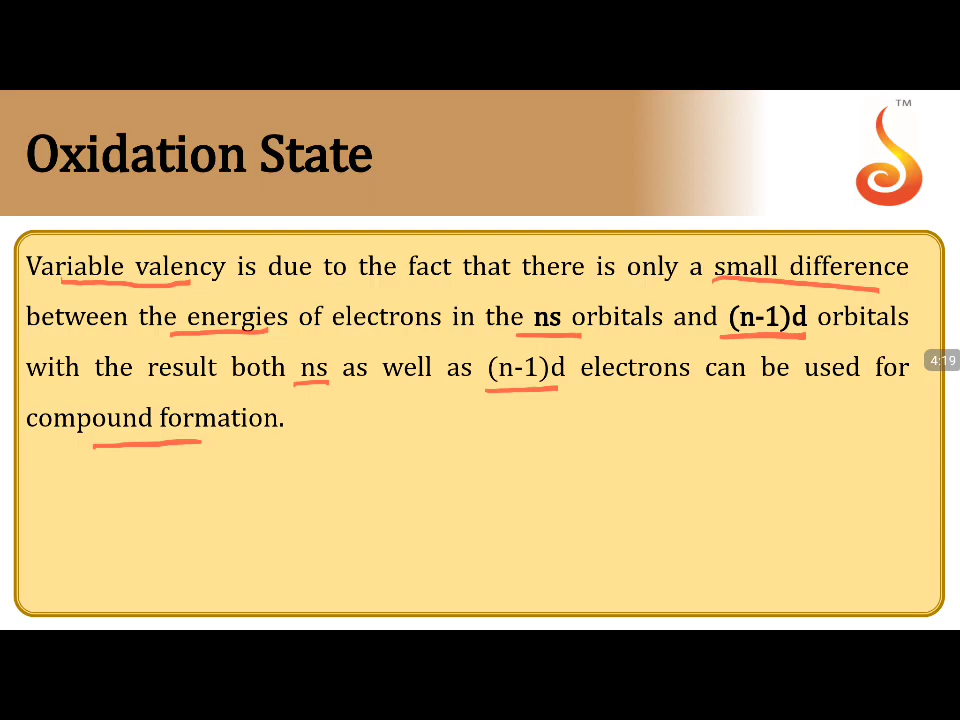 TM
Oxidation State
Variable valency is due to the fact that there is only a small difference
between the energies of electrons in the ns orbitals and (n-1)d orbitals
with the result both ns as well as (n-1)d electrons can be used for
compound formation.
4:19